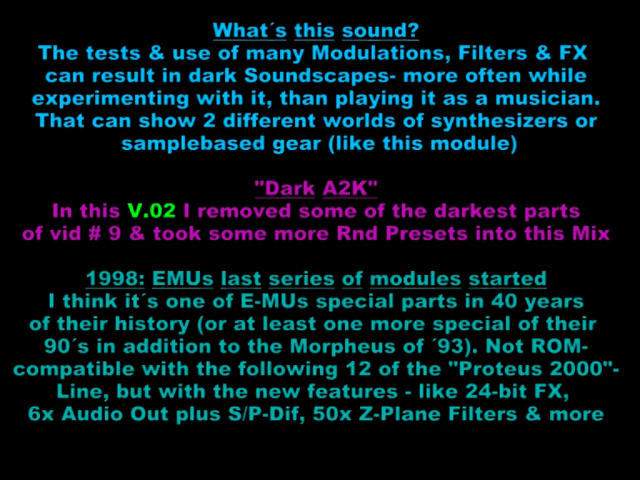 What´s this sound?
The tests & use of many Modulations, Filters & FX
can result in dark Soundscapes- more often while
experimenting with it, than playing it as a musician.
That can show 2 different worlds of synthesizers or
samplebased gear (like this module)
"Dark A2K"
In this V.02 I removed some of the darkest parts
of vid # 9 & took some more Rnd Presets into this Mix
1998: EMUs last series of modules started
I think it´s one of E-MUs special parts in 40 years
of their history (or at least one more special of their
90´s in addition to the Morpheus of ´93). Not ROM-
compatible with the following 12 of the "Proteus 2000"-
Line, but with the new features - like 24-bit FX,
6x Audio Out plus S/P-Dif, 50x Z-Plane Filters & more